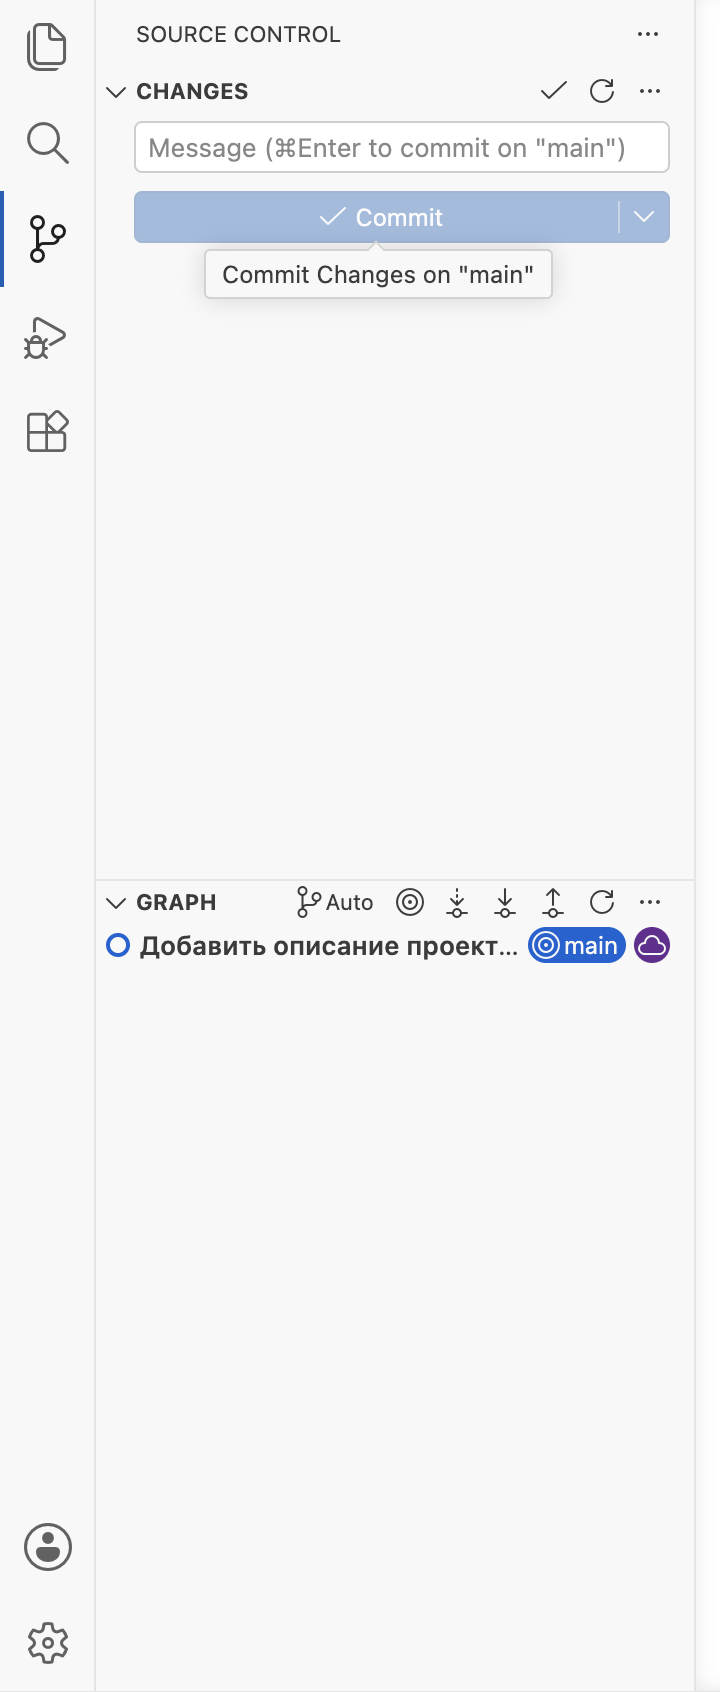 SOURCE CONTROL
CHANGES
Message (⌘Enter to commit on "main")
Commit
Commit Changes on "main"
GRAPH
Auto
Добавить описание проект...
main